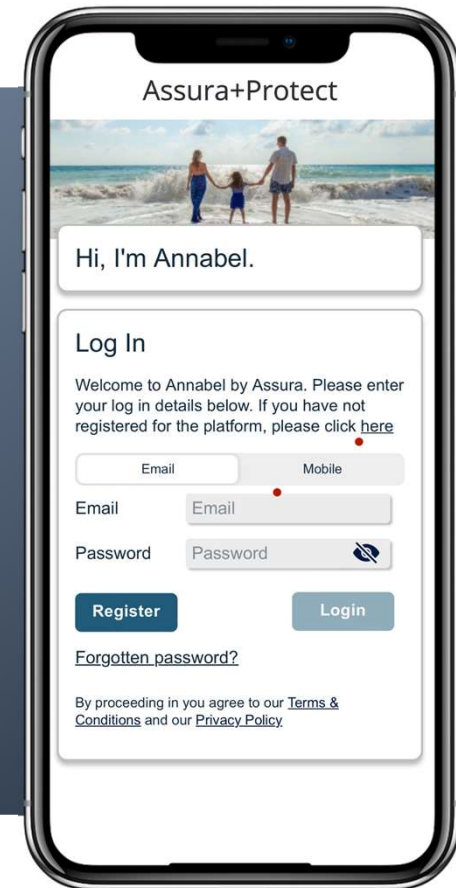 Assura+Protect
Hi, I'm Annabel.
Log In
Welcome to Annabel by Assura. Please enter
your log in details below. If you have not
registered for the platform, please click here
Email Mobile
Email Email
Password Password
Register Login
Forgotten password?
By proceeding in you agree to our Terms &
Conditions and our Privacy Policy